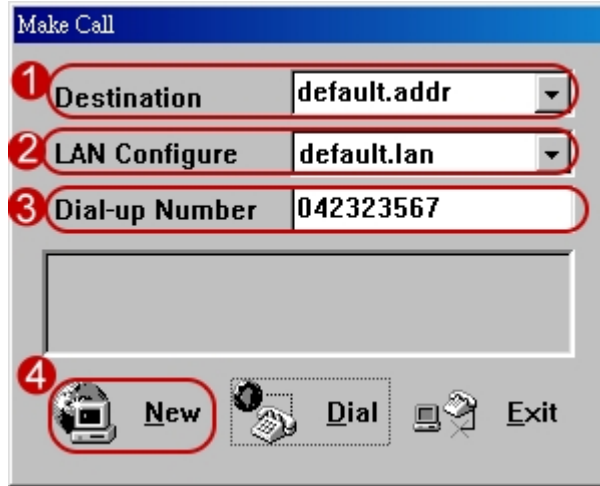 Make Call
1 Destination default.addr
2 LAN Configure default.lan
3 Dial-up Number 042323567
4 New Dial Exit